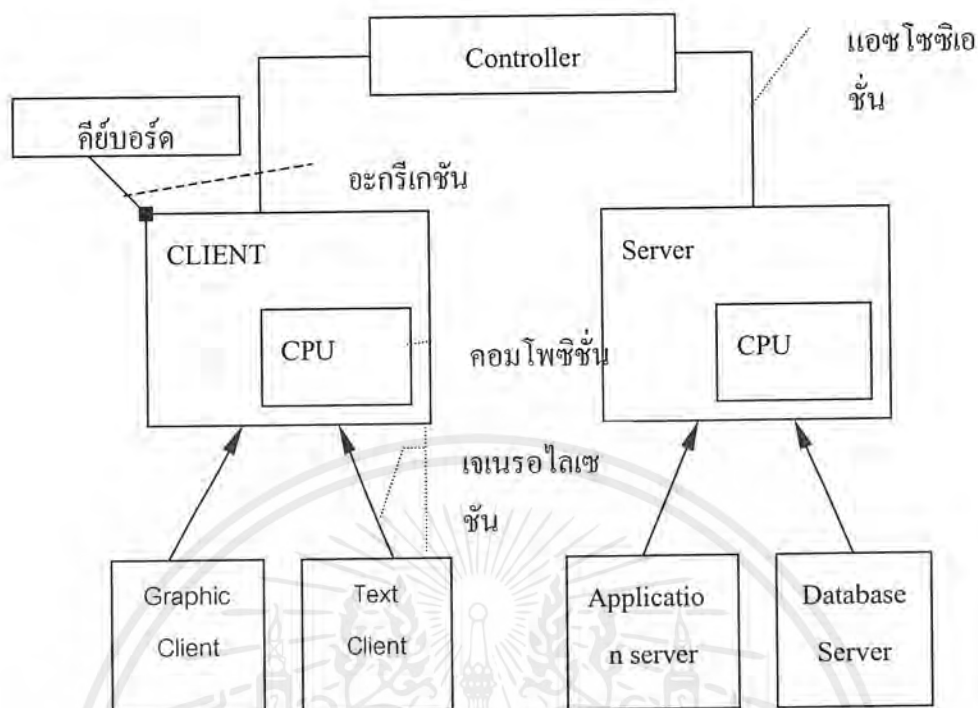 Controller
แอซโซซิเอ
ชั่น
คีย์บอร์ด
อะกรีเกชัน
CLIENT
Server
CPU
คอมโพซิชั่น
CPU
เจเนรอไลเซ
ชัน
Graphic
Client
Text
Client
Applicatio
n server
Database
Server